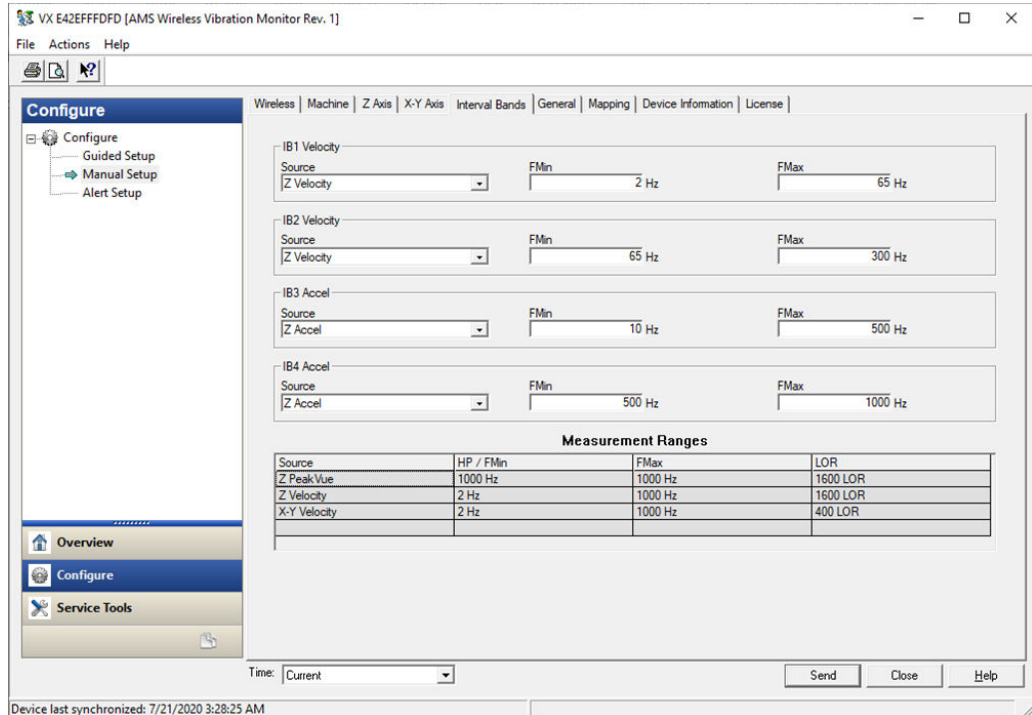 VX E42EFFFDFD [AMS Wireless Vibration Monitor Rev. 1]
File Actions Help
Configure
Configure
Guided Setup
Manual Setup
Alert Setup
Overview
Configure
Service Tools
Wireless Machine Z Axis X-Y Axis Interval Bands General Mapping Device Information License
IB1 Velocity
Source FMin FMax
Z Velocity 2 Hz 65 Hz
IB2 Velocity
Source FMin FMax
Z Velocity 65 Hz 300 Hz
IB3 Accel
Source FMin FMax
Z Accel 10 Hz 500 Hz
IB4 Accel
Source FMin FMax
Z Accel 500 Hz 1000 Hz
Measurement Ranges
Source HP / FMin FMax LOR
Z PeakVue 1000 Hz 1000 Hz 1600 LOR
Z Velocity 2 Hz 1000 Hz 1600 LOR
X-Y Velocity 2 Hz 1000 Hz 400 LOR
Time: Current Send Close Help
Device last synchronized: 7/21/2020 3:28:25 AM